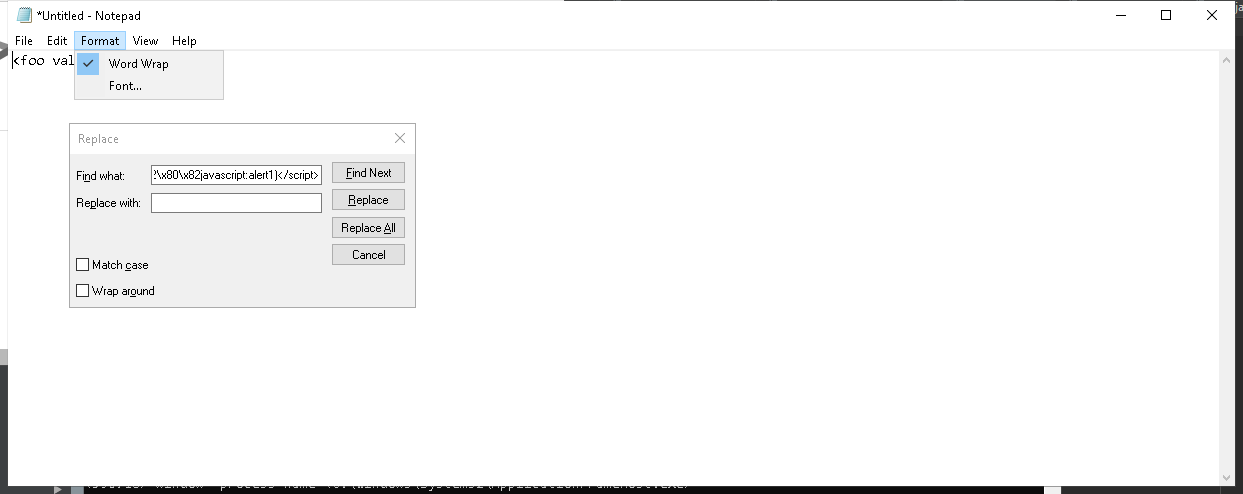 *Untitled - Notepad
File Edit Format View Help
<foo val
Word Wrap
Font...
Replace
Find what: ?\x80\x82javascript:alert1)</script> Find Next
Replace with: Replace
Replace All
Cancel
Match case
Wrap around